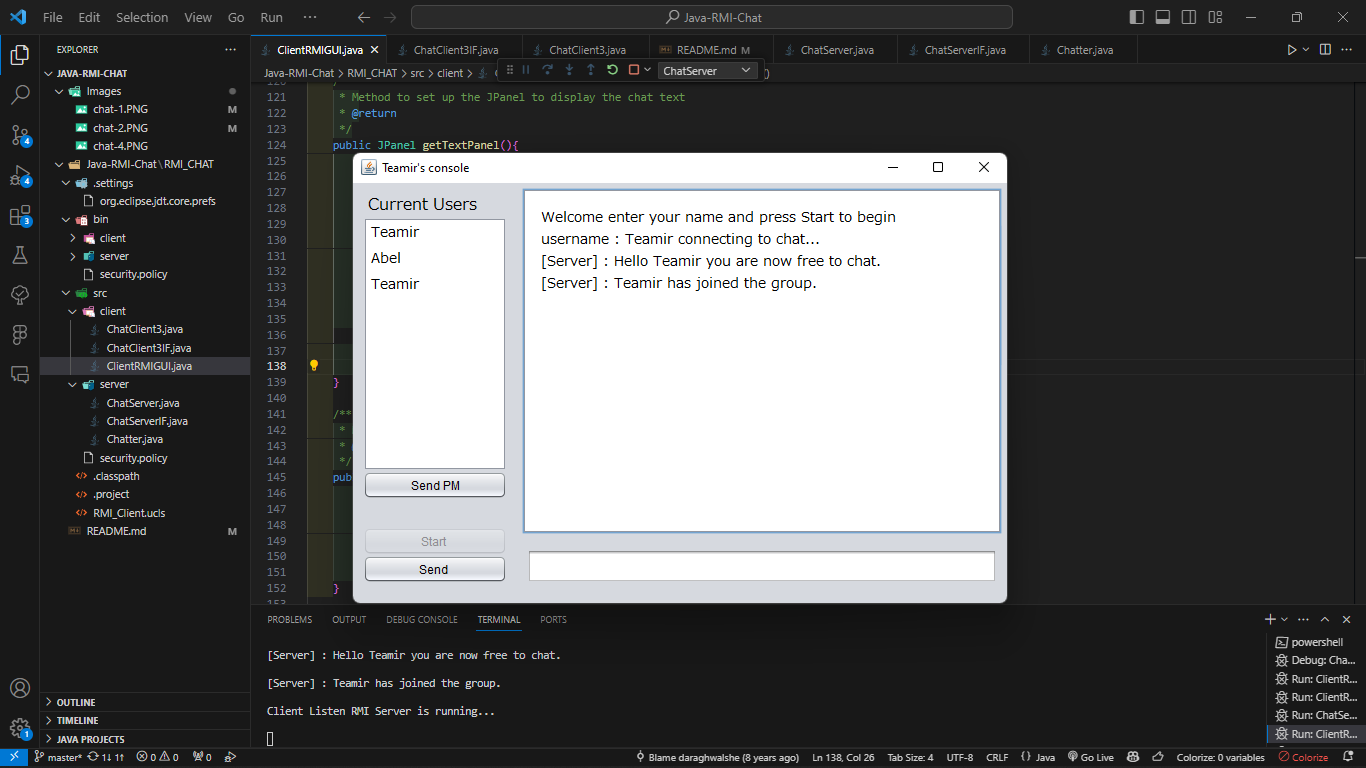 File Edit Selection View Go Run ··· Java-RMI-Chat
EXPLORER ···
JAVA-RMI-CHAT
Images
chat-1.PNG M
chat-2.PNG M
chat-4.PNG
Java-RMI-Chat \ RMI_CHAT
.settings
org.eclipse.jdt.core.prefs
bin
client
server
security.policy
src
client
ChatClient3.java
ChatClient3IF.java
ClientRMIGUI.java
server
ChatServer.java
ChatServerIF.java
Chatter.java
security.policy
.classpath
.project
RMI_Client.ucls
README.md M
OUTLINE
TIMELINE
JAVA PROJECTS
4
4
3
1
ClientRMIGUI.java ChatClient3IF.java ChatClient3.java README.md M ChatServer.java ChatServerIF.java Chatter.java
Java-RMI-Chat > RMI_CHAT > src > client >
ChatServer
121 * Method to set up the JPanel to display the chat text
122 * @return
123 */
124 public JPanel getTextPanel(){
125
126
127
128
129
130
131
132
133
134
135
136
137
138
139 }
140
141 /**
142 *
143 *
144 */
145 pub
146
147
148
149
150
151
152 }
Teamir's console
Current Users
Teamir
Abel
Teamir
Send PM
Start
Send
Welcome enter your name and press Start to begin
username : Teamir connecting to chat...
[Server] : Hello Teamir you are now free to chat.
[Server] : Teamir has joined the group.
PROBLEMS OUTPUT DEBUG CONSOLE TERMINAL PORTS
[Server] : Hello Teamir you are now free to chat.
[Server] : Teamir has joined the group.
Client Listen RMI Server is running...
powershell
Debug: Cha...
Run: ClientR...
Run: ClientR...
Run: ChatSe...
Run: ClientR...
master* 1↓ 1↑ 0 0 0 Blame daraghwalshe (8 years ago) Ln 138, Col 26 Tab Size: 4 UTF-8 CRLF {} Java Go Live Colorize: 0 variables Colorize